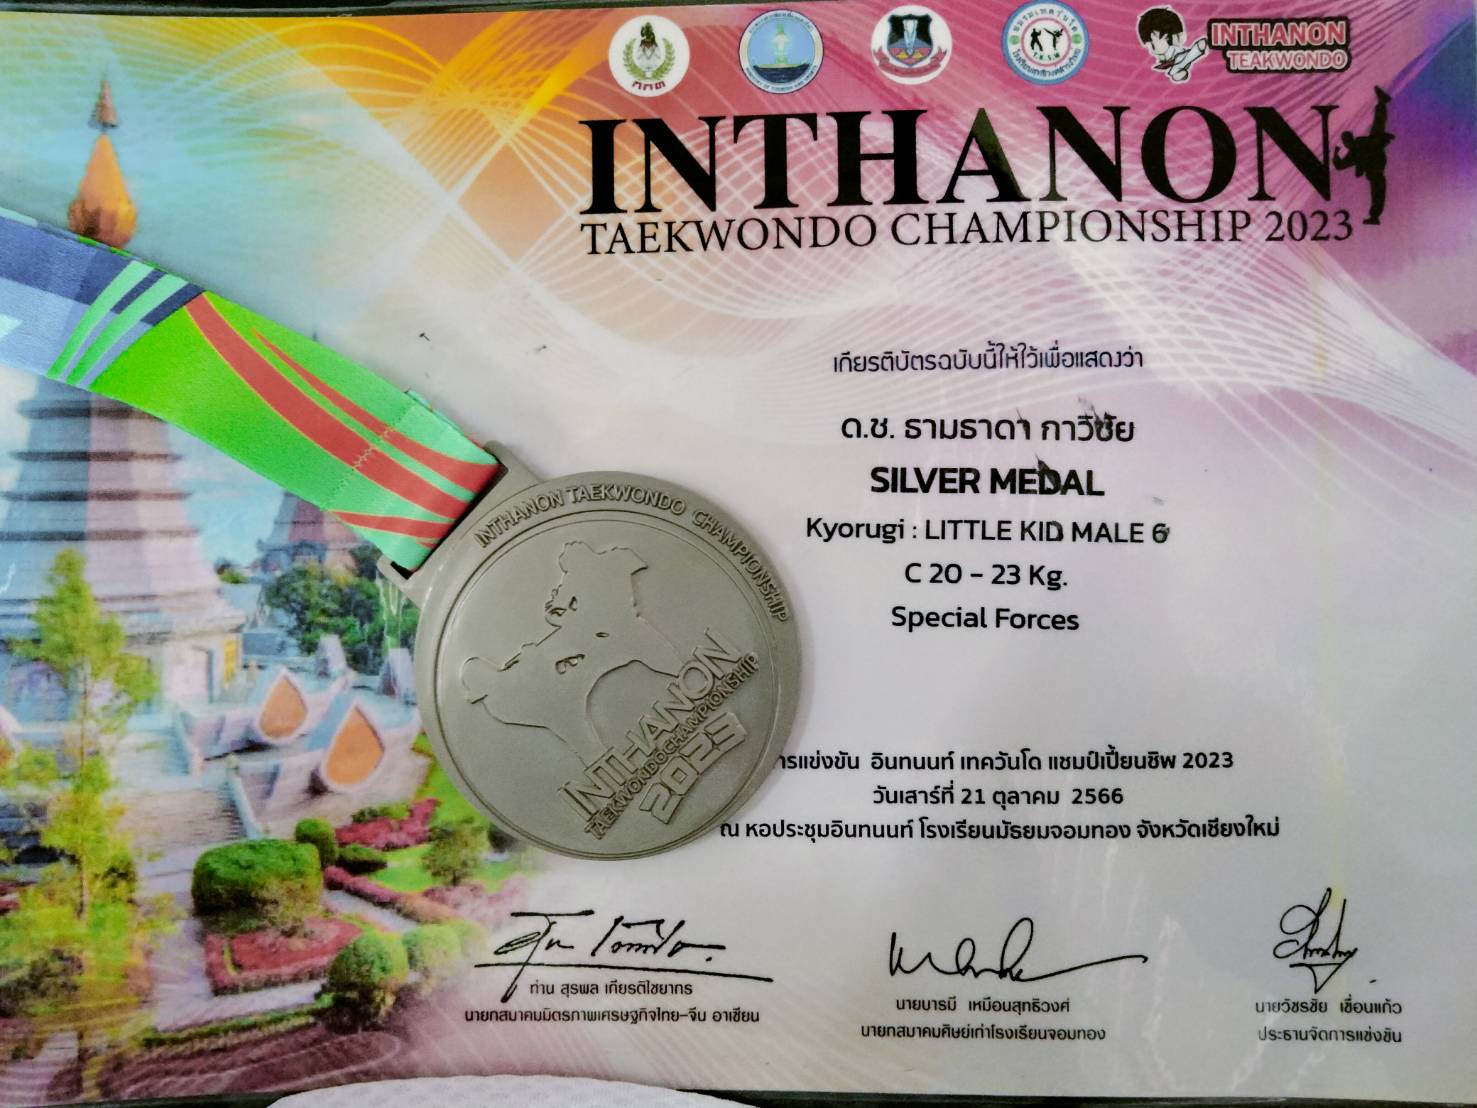 กกท
INTHANON
TEAKWONDO
INTHANON
TAEKWONDO CHAMPIONSHIP 2023
เกียรติบัตรฉบับนี้ให้ไว้เพื่อแสดงว่า
ด.ช. ธามธาดา กาวิชัย
SILVER MEDAL
Kyorugi : LITTLE KID MALE 6
C 20 - 23 Kg.
Special Forces
INTHANON TAEKWONDO CHAMPIONSHIP
INTHANON
TAEKWONDO CHAMPIONSHIP
2023
รแข่งขัน อินทนนท์ เทควันโด แชมป์เปี้ยนชิพ 2023
วันเสาร์ที่ 21 ตุลาคม 2566
ณ หอประชุมอินทนนท์ โรงเรียนมัธยมจอมทอง จังหวัดเชียงใหม่
ท่าน สุรพล เกียรติไชยากร
นายกสมาคมมิตรภาพเศรษฐกิจไทย-จีน อาเซียน
นายบารมี เหมือนสุทธิวงศ์
นายกสมาคมศิษย์เก่าโรงเรียนจอมทอง
นายวัชรชัย เชื่อนแก้ว
ประธานจัดการแข่งขัน